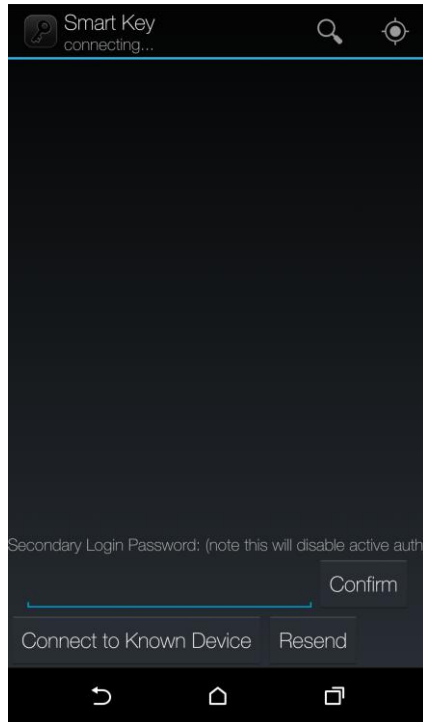 Smart Key
connecting...
Secondary Login Password: (note this will disable active auth
Confirm
Connect to Known Device
Resend